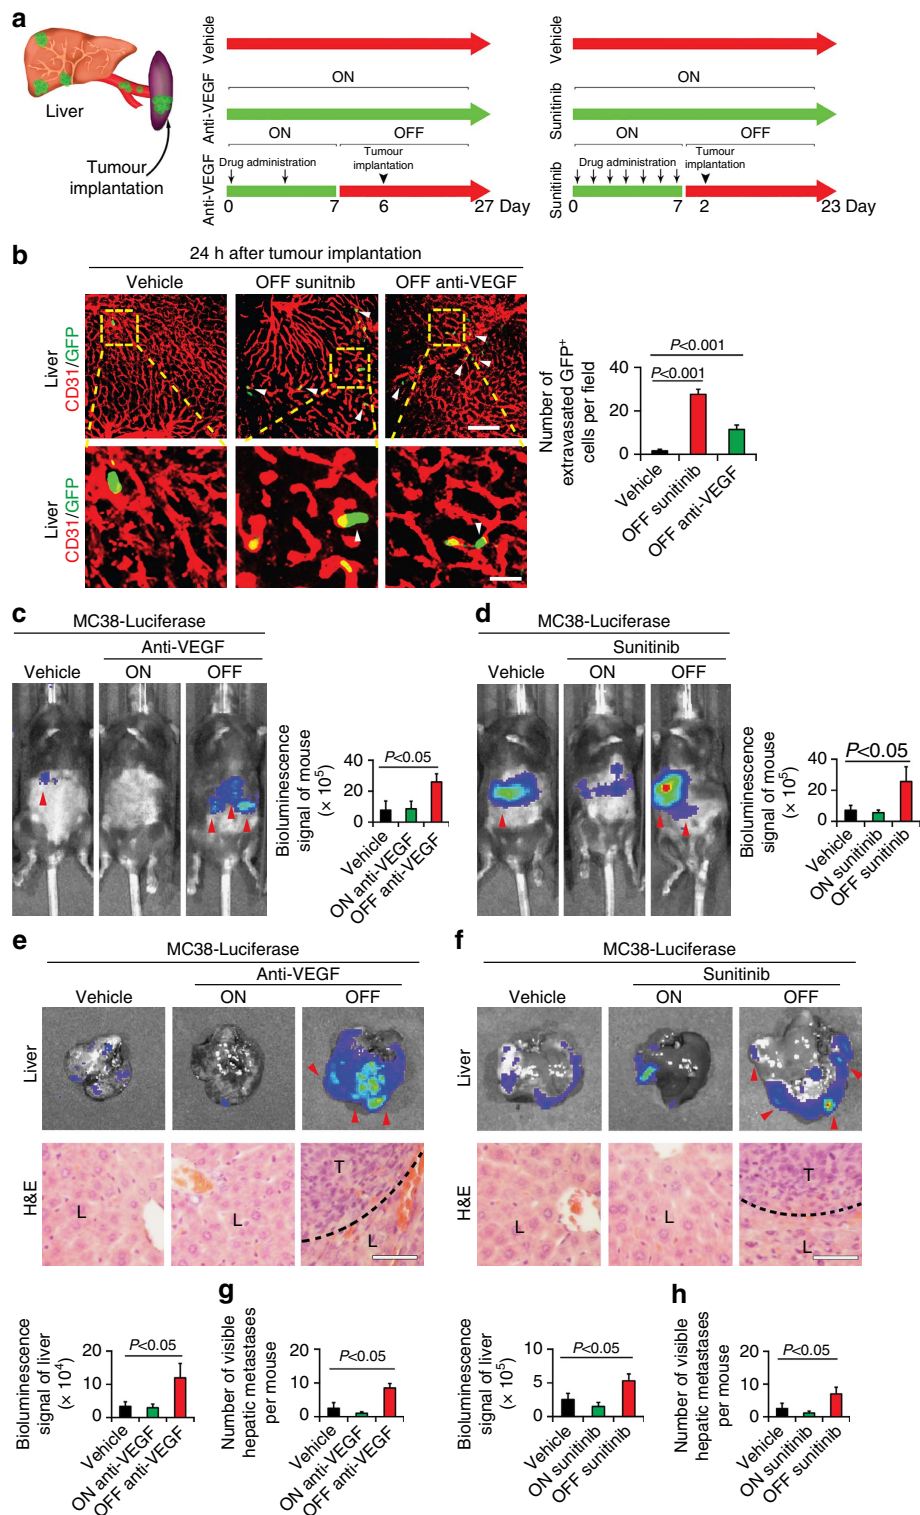 a
Liver
Tumour
implantation
Vehicle
Anti-VEGF
ON
Anti-VEGF
ON
OFF
Drug administration
Tumour
implantation
0
7
6
27 Day
Vehicle
Sunitinib
ON
Sunitinib
ON
OFF
Drug administration
Tumour
implantation
0
7
2
23 Day
b
24 h after tumour implantation
Vehicle
OFF sunitnib
OFF anti-VEGF
Liver
CD31/GFP
Liver
CD31/GFP
Number of
extravasated GFP+
cells per field
40
20
0
P<0.001
P<0.001
Vehicle
OFF sunitinib
OFF anti-VEGF
c
MC38-Luciferase
Anti-VEGF
Vehicle
ON
OFF
Bioluminescence
signal of mouse
(× 10⁵)
40
20
0
P<0.05
Vehicle
ON anti-VEGF
OFF anti-VEGF
d
MC38-Luciferase
Sunitinib
Vehicle
ON
OFF
Bioluminescence
signal of mouse
(× 10⁵)
40
20
0
P<0.05
Vehicle
ON sunitinib
OFF sunitinib
e
MC38-Luciferase
Anti-VEGF
Vehicle
ON
OFF
Liver
H&E
L
L
T
L
Bioluminescence
signal of liver
(× 10⁴)
20
10
0
P<0.05
Vehicle
ON anti-VEGF
OFF anti-VEGF
f
MC38-Luciferase
Sunitinib
Vehicle
ON
OFF
Liver
H&E
L
L
T
L
Bioluminescence
signal of liver
(× 10⁵)
10
5
0
P<0.05
Vehicle
ON sunitinib
OFF sunitinib
g
Number of visible
hepatic metastases
per mouse
20
10
0
P<0.05
Vehicle
ON anti-VEGF
OFF anti-VEGF
h
Number of visible
hepatic metastases
per mouse
20
10
0
P<0.05
Vehicle
ON sunitinib
OFF sunitinib